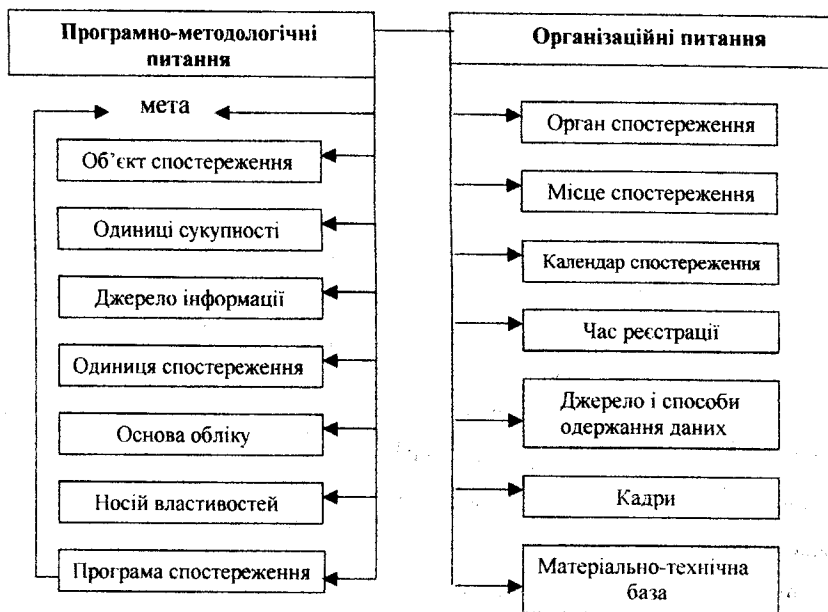 Програмно-методологічні
питання
мета
Об’єкт спостереження
Одиниці сукупності
Джерело інформації
Одиниця спостереження
Основа обліку
Носій властивостей
Програма спостереження
Організаційні питання
Орган спостереження
Місце спостереження
Календар спостереження
Час реєстрації
Джерело і способи
одержання даних
Кадри
Матеріально-технічна
база